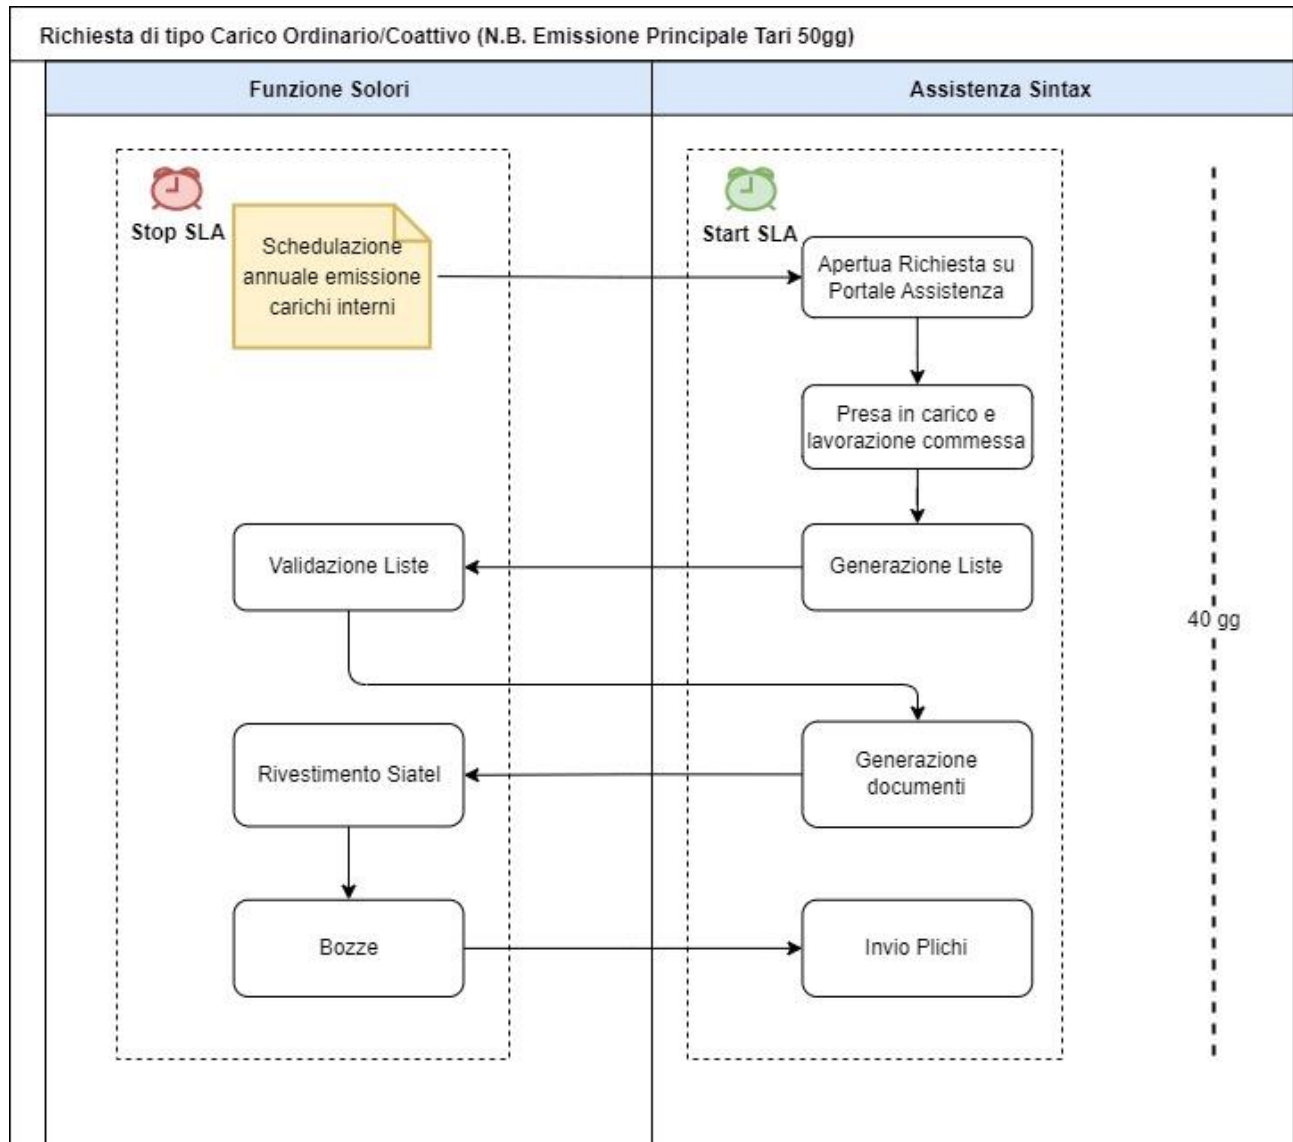 Richiesta di tipo Carico Ordinario/Coattivo (N.B. Emissione Principale Tari 50gg)
Funzione Solori
Assistenza Sintax
Stop SLA
Schedulazione
annuale emissione
carichi interni
Start SLA
Apertua Richiesta su
Portale Assistenza
Presa in carico e
lavorazione commessa
Validazione Liste
Generazione Liste
40 gg
Rivestimento Siatel
Generazione
documenti
Bozze
Invio Plichi